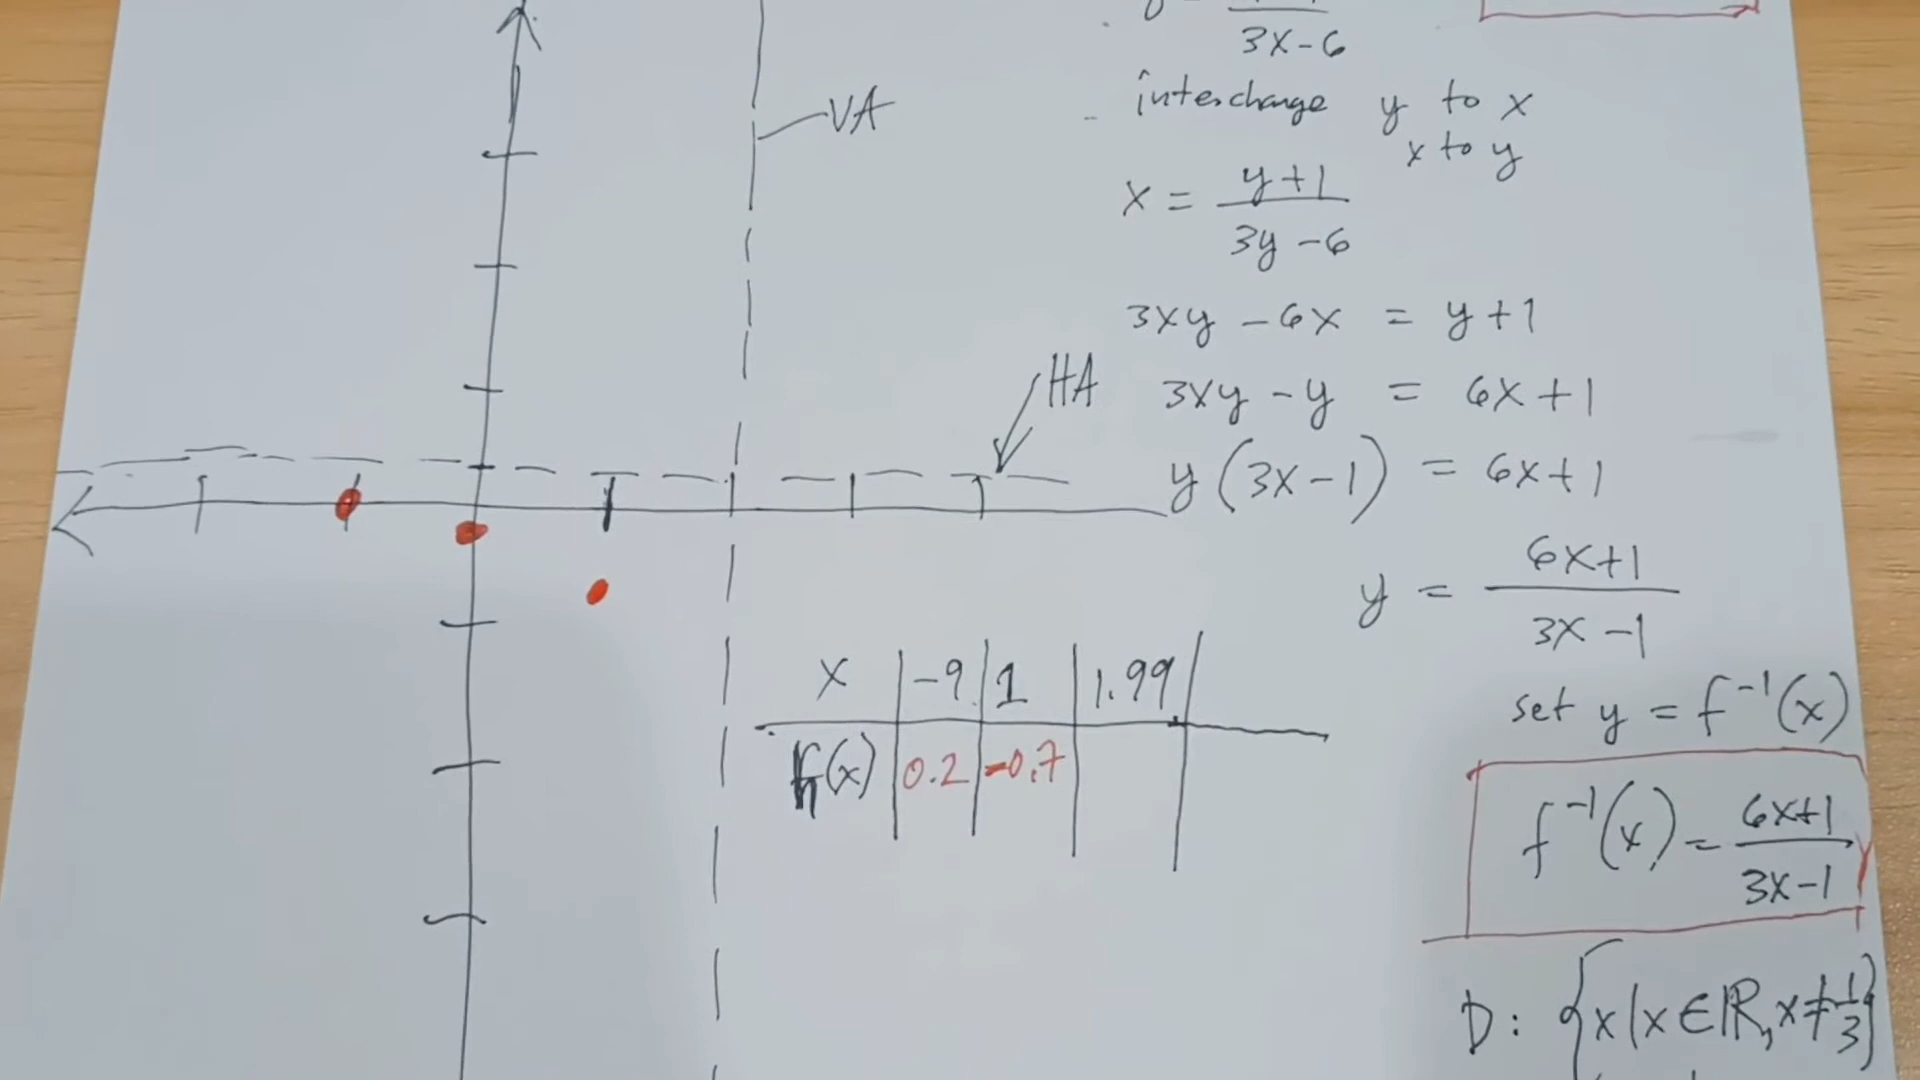 3x-6
interchange y to x
x to y
x = y+1 / 3y-6
3xy - 6x = y+1
3xy - y = 6x+1
y(3x-1) = 6x+1
y = 6x+1 / 3x-1
set y = f⁻¹(x)
f⁻¹(x) = 6x+1 / 3x-1
D: {x|x∈ℝ, x≠1/3}
VA
HA
x | -9 | 1 | 1.99
f(x) | 0.2 | -0.7